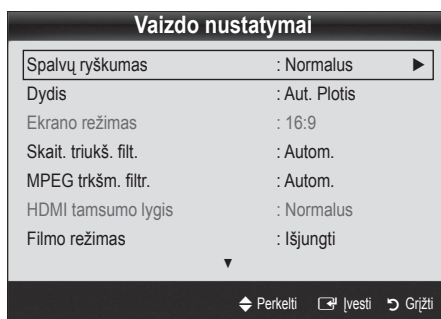 Vaizdo nustatymai
Spalvų ryškumas : Normalus ►
Dydis : Aut. Plotis
Ekrano režimas : 16:9
Skait. triukš. filt. : Autom.
MPEG trkšm. filtr. : Autom.
HDMI tamsumo lygis : Normalus
Filmo režimas : Išjungti
▼
Perkelti Įvesti Grįžti